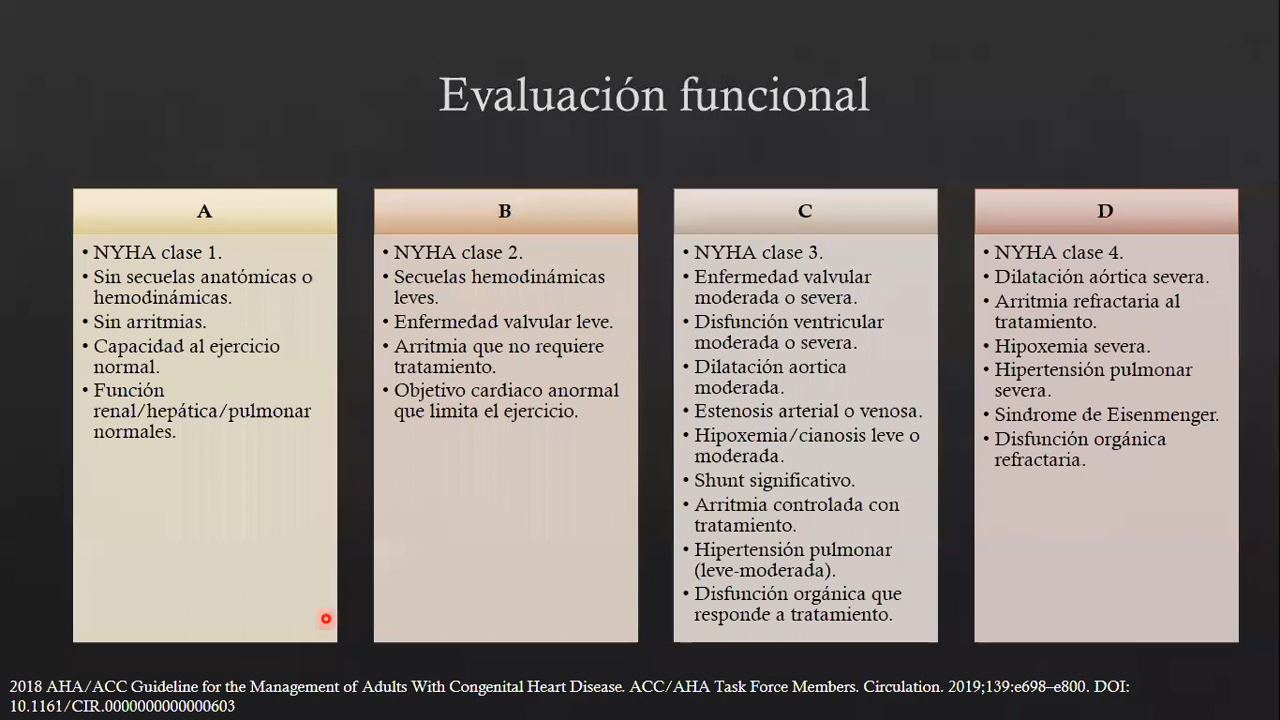 Evaluación funcional
A
• NYHA clase 1.
• Sin secuelas anatómicas o
hemodinámicas.
• Sin arritmias.
• Capacidad al ejercicio
normal.
• Función
renal/hepática/pulmonar
normales.
B
• NYHA clase 2.
• Secuelas hemodinámicas
leves.
• Enfermedad valvular leve.
• Arritmia que no requiere
tratamiento.
• Objetivo cardiaco anormal
que limita el ejercicio.
C
• NYHA clase 3.
• Enfermedad valvular
moderada o severa.
• Disfunción ventricular
moderada o severa.
• Dilatación aortica
moderada.
• Estenosis arterial o venosa.
• Hipoxemia/cianosis leve o
moderada.
• Shunt significativo.
• Arritmia controlada con
tratamiento.
• Hipertensión pulmonar
(leve-moderada).
• Disfunción orgánica que
responde a tratamiento.
D
• NYHA clase 4.
• Dilatación aórtica severa.
• Arritmia refractaria al
tratamiento.
• Hipoxemia severa.
• Hipertensión pulmonar
severa.
• Sindrome de Eisenmenger.
• Disfunción orgánica
refractaria.
2018 AHA/ACC Guideline for the Management of Adults With Congenital Heart Disease. ACC/AHA Task Force Members. Circulation. 2019;139:e698–e800. DOI:
10.1161/CIR.0000000000000603